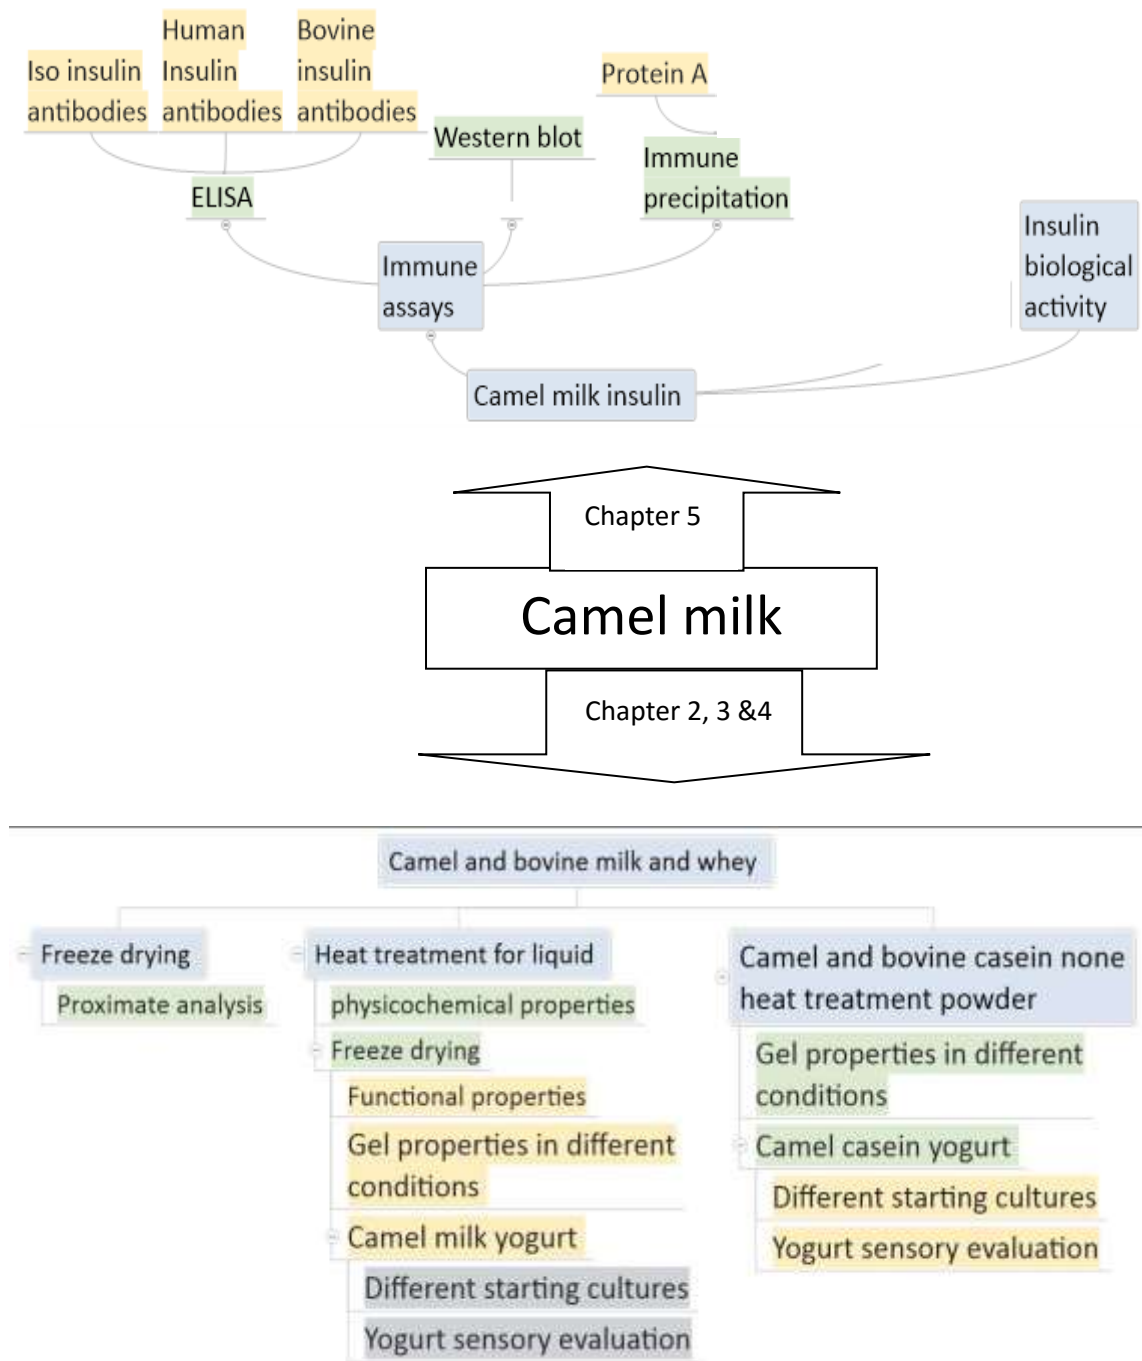 Iso insulin
antibodies
Human
Insulin
antibodies
Bovine
insulin
antibodies
Protein A
Western blot
Immune
precipitation
ELISA
Insulin
biological
activity
Immune
assays
Camel milk insulin
Chapter 5
Camel milk
Chapter 2, 3 &4
Camel and bovine milk and whey
Freeze drying
Proximate analysis
Heat treatment for liquid
physicochemical properties
Freeze drying
Functional properties
Gel properties in different
conditions
Camel milk yogurt
Different starting cultures
Yogurt sensory evaluation
Camel and bovine casein none
heat treatment powder
Gel properties in different
conditions
Camel casein yogurt
Different starting cultures
Yogurt sensory evaluation